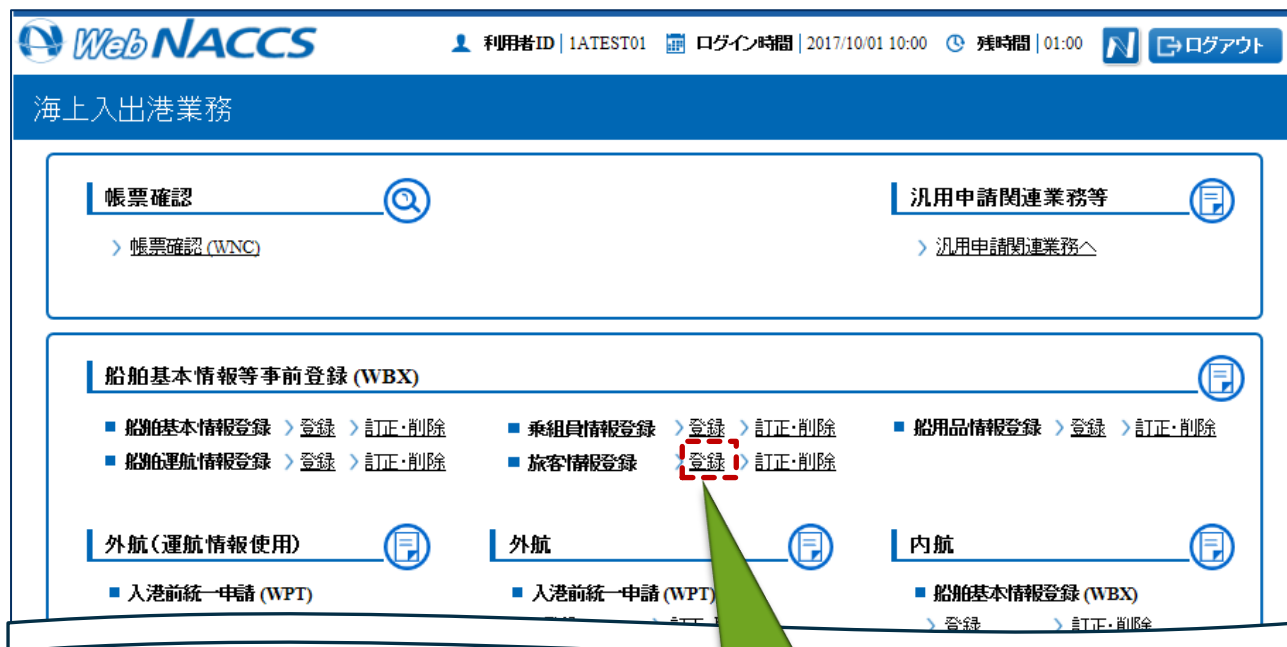 Web NACCS 利用者ID | 1ATEST01 ログイン時間 | 2017/10/01 10:00 残時間 | 01:00 N ログアウト
海上入出港業務
帳票確認 汎用申請関連業務等
帳票確認 (WNC) 汎用申請関連業務へ
船舶基本情報等事前登録 (WBX)
船舶基本情報登録 登録 訂正・削除 乗組員情報登録 登録 訂正・削除 船用品情報登録 登録 訂正・削除
船舶運航情報登録 登録 訂正・削除 旅客情報登録 登録 訂正・削除
外航(運航情報使用) 外航 内航
入港前統一申請 (WPT) 入港前統一申請 (WPT) 船舶基本情報登録 (WBX)
登録 訂正・削除